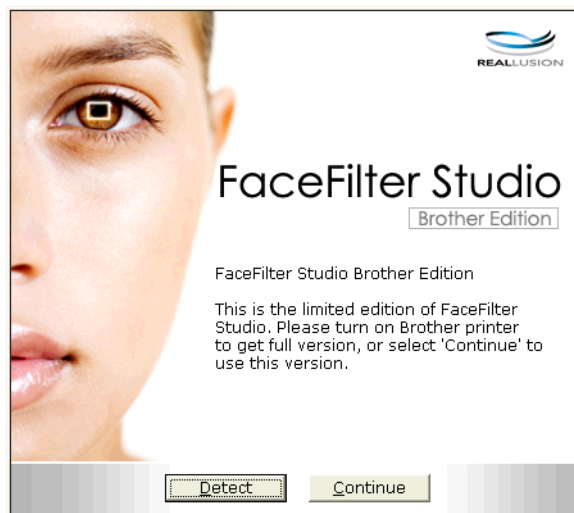 REALLUSION
FaceFilter Studio
Brother Edition
FaceFilter Studio Brother Edition
This is the limited edition of FaceFilter
Studio. Please turn on Brother printer
to get full version, or select 'Continue' to
use this version.
Detect
Continue